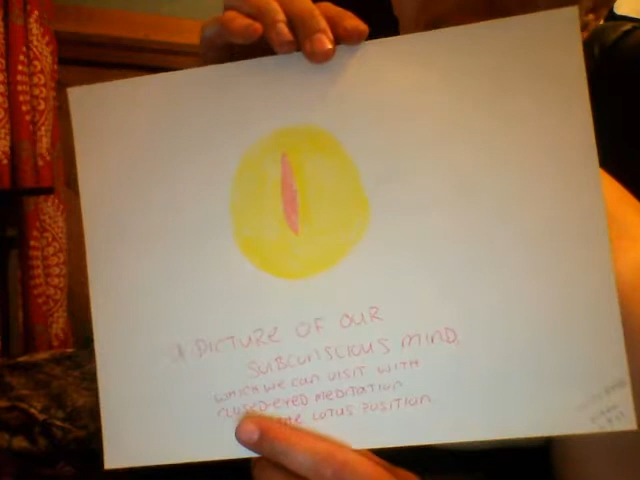 A PICTURE OF OUR
SUBCONSCIOUS MIND
WHICH WE CAN VISIT WITH
CLOSED-EYED MEDITATION
THE LOTUS POSITION